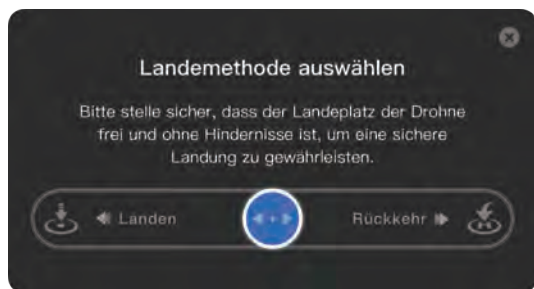 Landemethode auswählen
Bitte stelle sicher, dass der Landeplatz der Drohne
frei und ohne Hindernisse ist, um eine sichere
Landung zu gewährleisten.
Landen Rückkehr